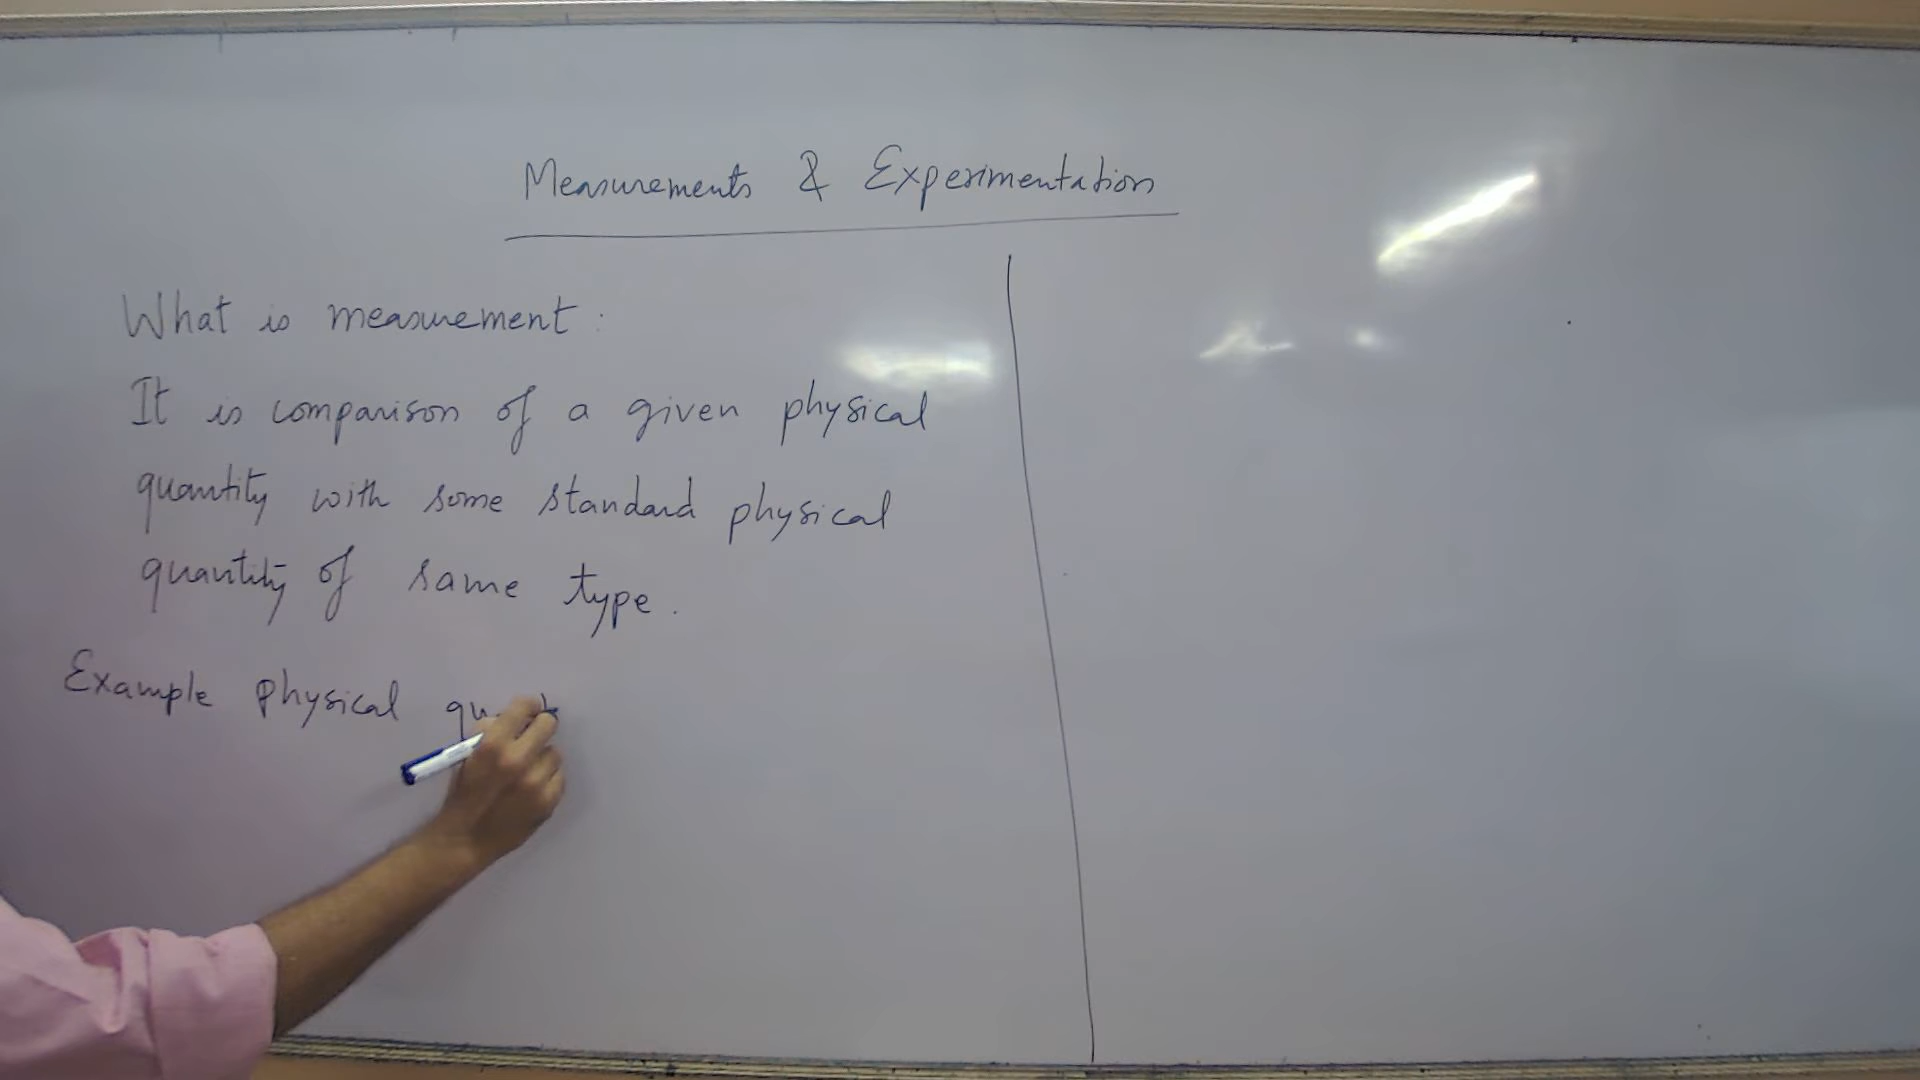 Measurements & Experimentation
What is measurement :
It is comparison of a given physical
quantity with some standard physical
quantity of same type.
Example physical